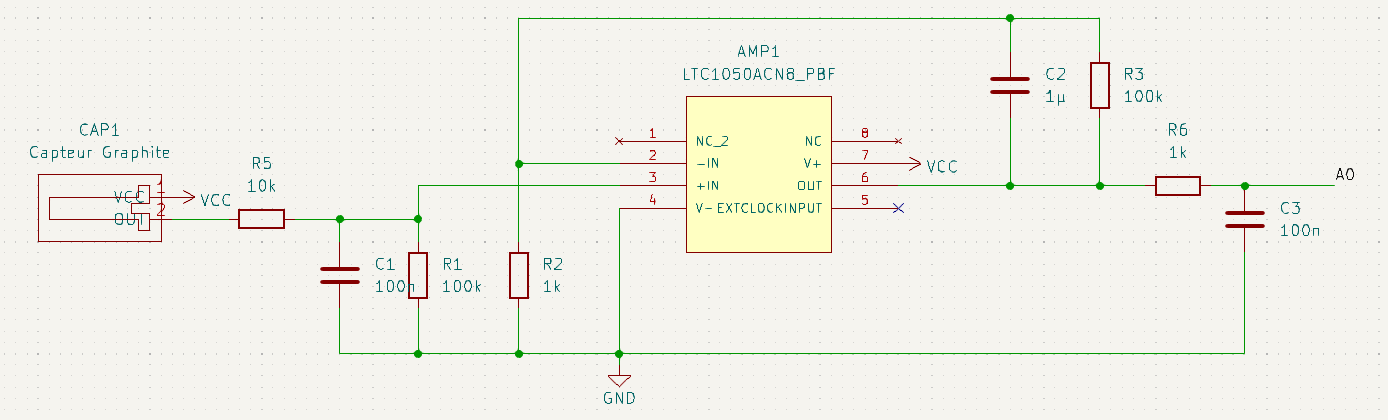 AMP1
LTC1050ACN8_PBF
C2
1µ
R3
100k
CAP1
Capteur Graphite
R5
10k
VCC
1
OUT
2
VCC
1
NC_2
2
-IN
3
+IN
4
V-
NC
8
V+
7
VCC
OUT
6
EXTCLOCKINPUT
5
R6
1k
A0
C3
100n
C1
100n
R1
100k
R2
1k
GND